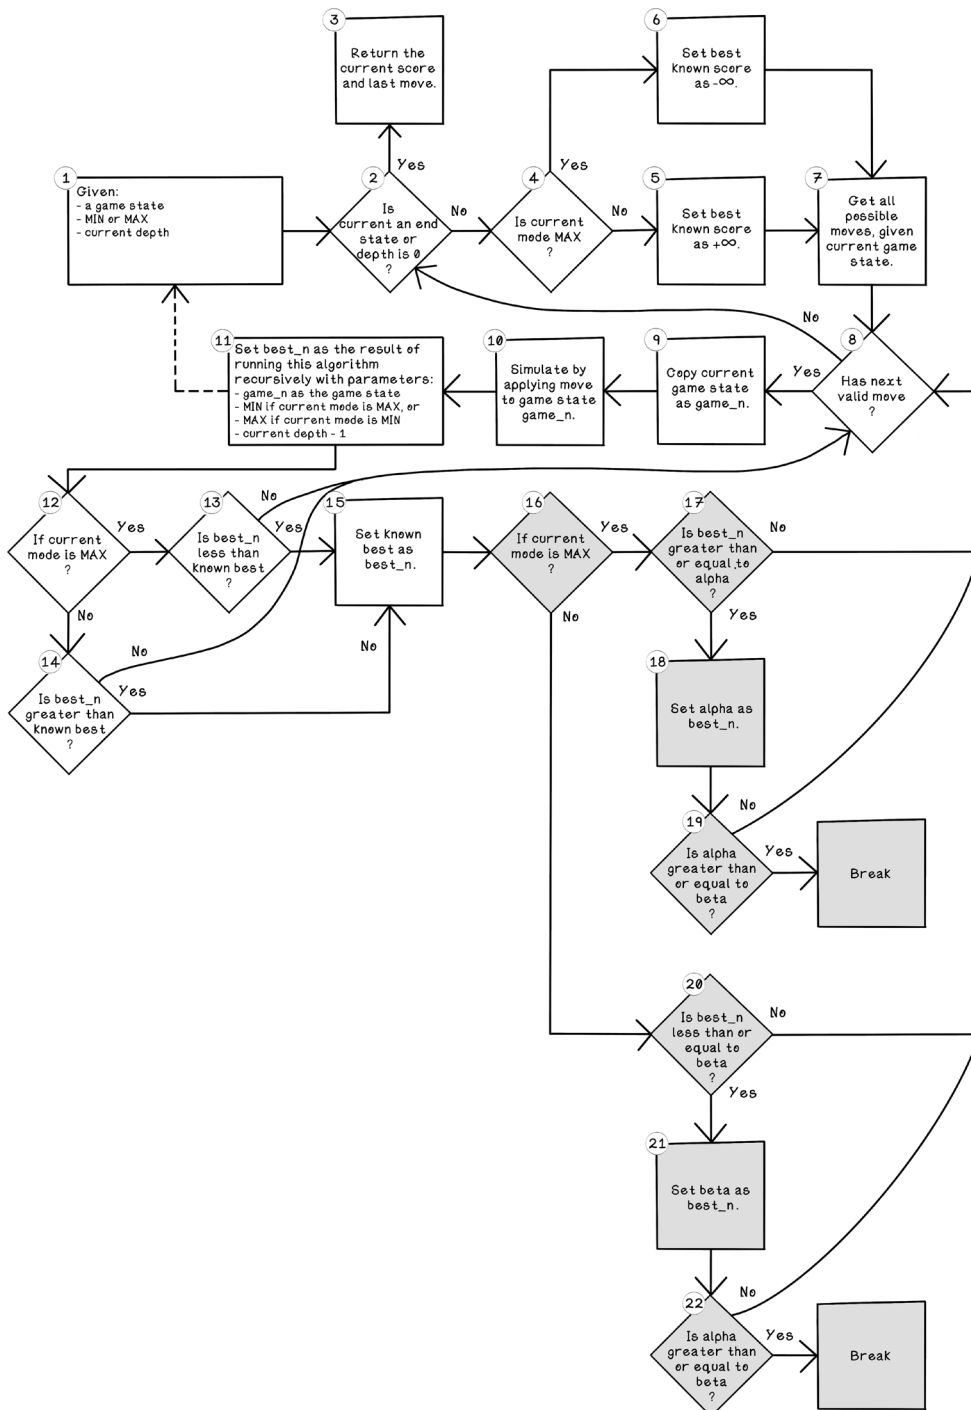 1
Given:
- a game state
- MIN or MAX
- current depth
2
Is
current an end
state or
depth is 0
?
Yes
No
3
Return the
current score
and last move.
4
Is current
mode MAX
?
Yes
No
5
Set best
known score
as +∞.
6
Set best
known score
as -∞.
7
Get all
possible
moves, given
current game
state.
8
Has next
valid move
?
No
Yes
9
Copy current
game state
as game_n.
10
Simulate by
applying move
to game state
game_n.
11
Set best_n as the result of
running this algorithm
recursively with parameters:
- game_n as the game state
- MIN if current mode is MAX, or
- MAX if current mode is MIN
- current depth - 1
12
If current
mode is MAX
?
Yes
No
13
Is best_n
less than
known best
?
No
Yes
14
Is best_n
greater than
known best
?
No
Yes
No
15
Set known
best as
best_n.
16
If current
mode is MAX
?
Yes
No
17
Is best_n
greater than
or equal to
alpha
?
No
Yes
18
Set alpha as
best_n.
19
Is alpha
greater than
or equal to
beta
?
No
Yes
Break
20
Is best_n
less than or
equal to
beta
?
No
Yes
21
Set beta as
best_n.
22
Is alpha
greater than
or equal to
beta
?
No
Yes
Break